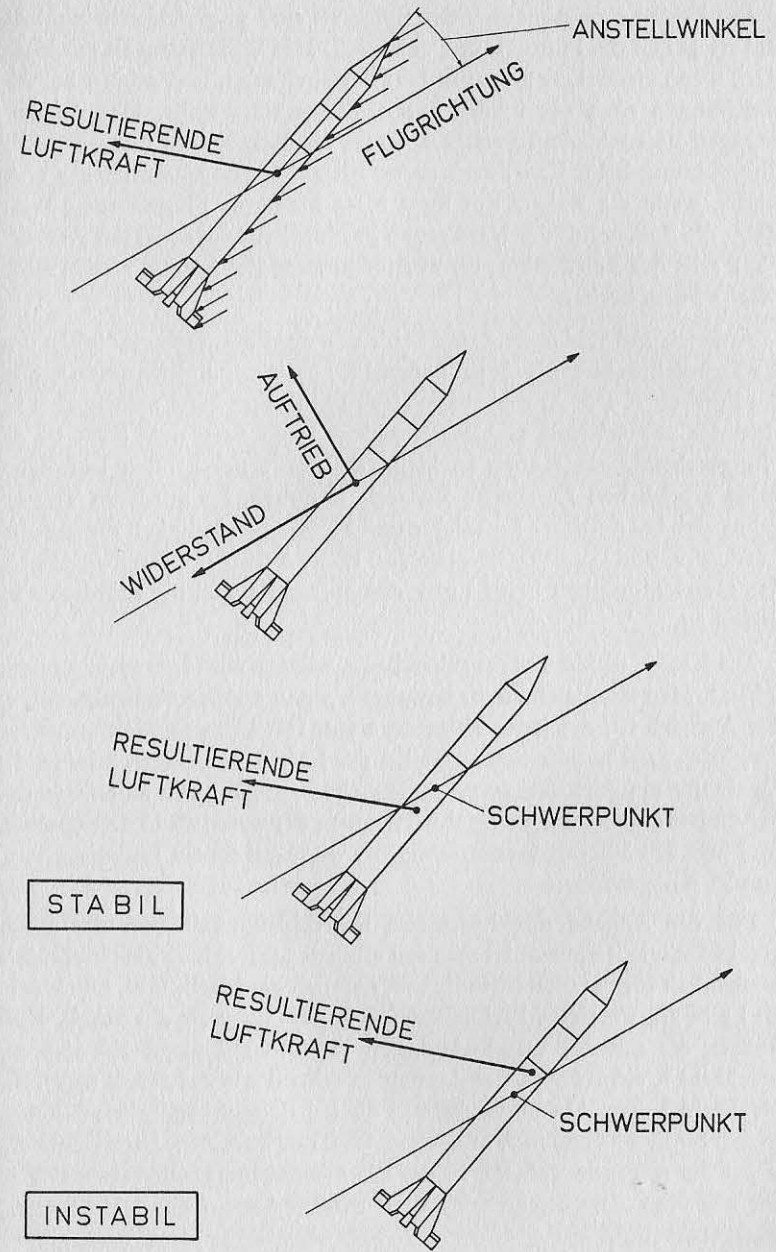 ANSTELLWINKEL
FLUGRICHTUNG
RESULTIERENDE
LUFTKRAFT
AUFTRIEB
WIDERSTAND
RESULTIERENDE
LUFTKRAFT
SCHWERPUNKT
STABIL
RESULTIERENDE
LUFTKRAFT
SCHWERPUNKT
INSTABIL